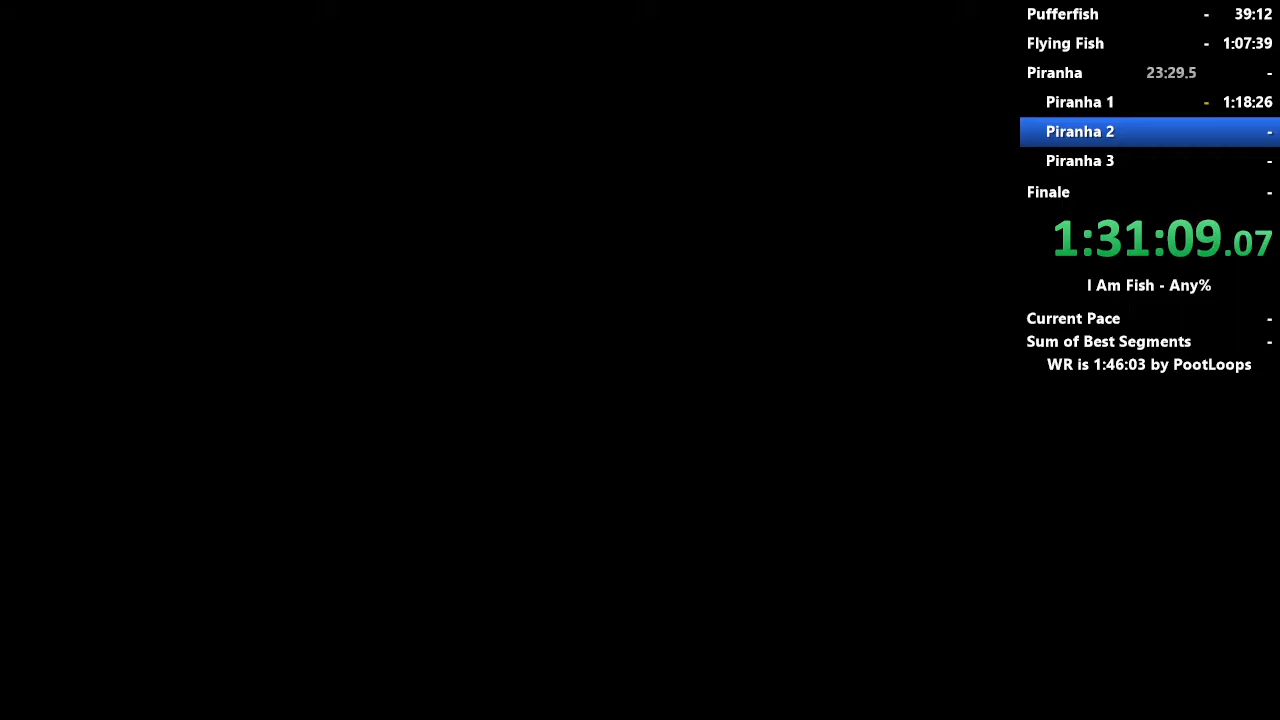 Pufferfish - 39:12
Flying Fish - 1:07:39
Piranha 23:29.5 -
Piranha 1 - 1:18:26
Piranha 2 -
Piranha 3 -
Finale -
1:31:09.07
I Am Fish - Any%
Current Pace -
Sum of Best Segments -
WR is 1:46:03 by PootLoops